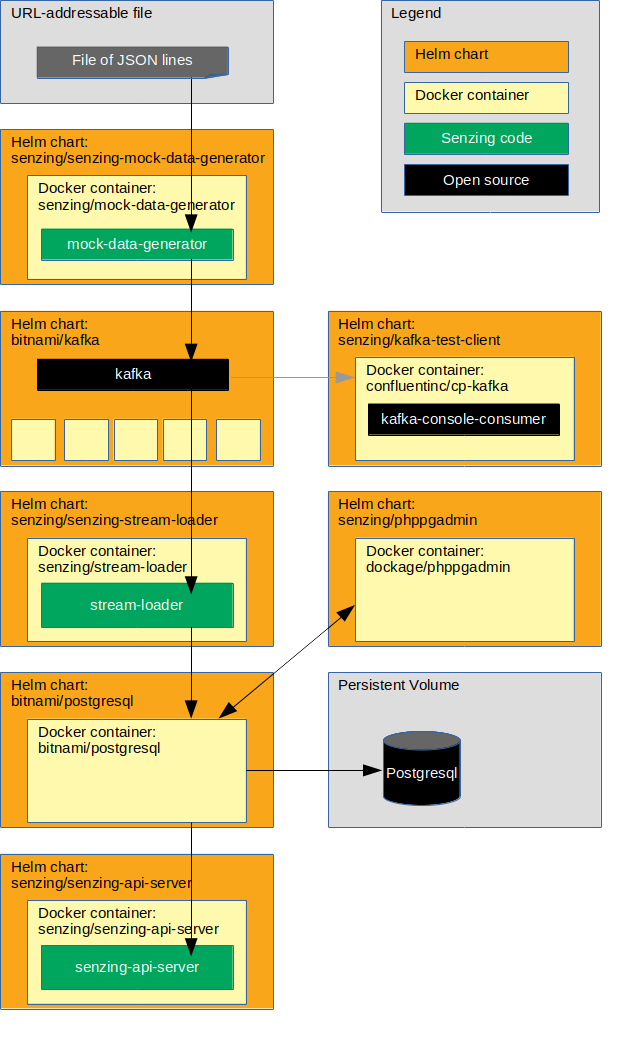 URL-addressable file
File of JSON lines
Legend
Helm chart
Docker container
Senzing code
Open source
Helm chart:
senzing/senzing-mock-data-generator
Docker container:
senzing/mock-data-generator
mock-data-generator
Helm chart:
bitnami/kafka
kafka
Helm chart:
senzing/kafka-test-client
Docker container:
confluentinc/cp-kafka
kafka-console-consumer
Helm chart:
senzing/senzing-stream-loader
Docker container:
senzing/stream-loader
stream-loader
Helm chart:
senzing/phppgadmin
Docker container:
dockage/phppgadmin
Helm chart:
bitnami/postgresql
Docker container:
bitnami/postgresql
Persistent Volume
Postgresql
Helm chart:
senzing/senzing-api-server
Docker container:
senzing/senzing-api-server
senzing-api-server